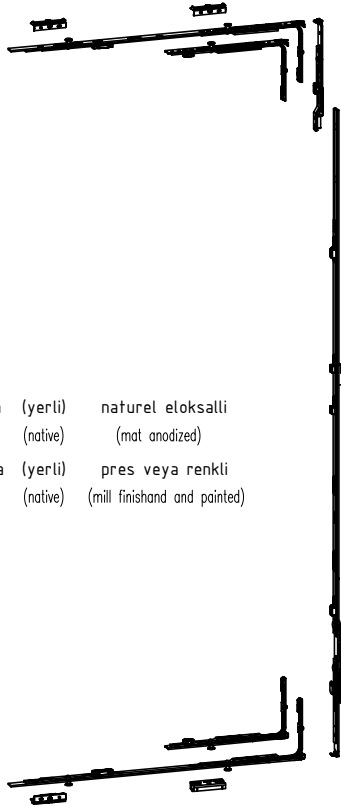 (yerli) naturel eloksalli
(native) (mat anodized)
(yerli) pres veya renkli
(native) (mill finishand and painted)